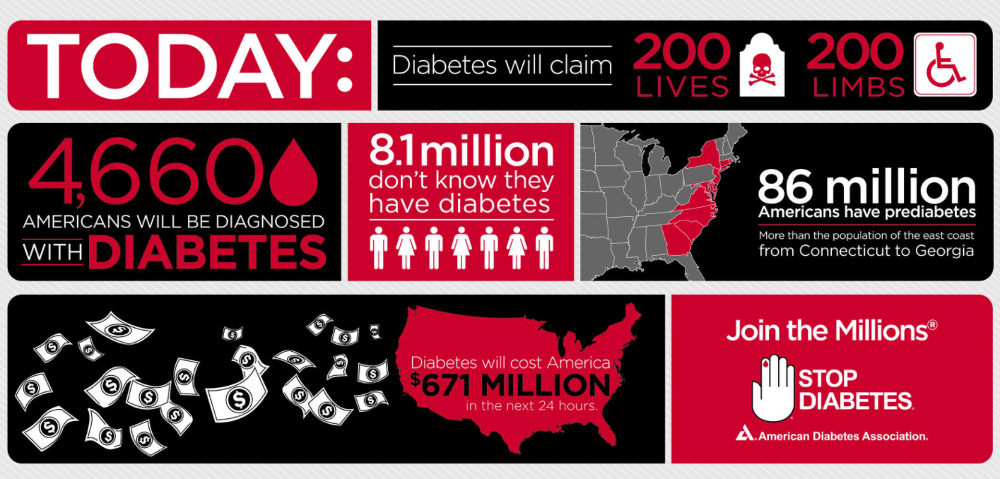 TODAY:
Diabetes will claim
200
LIVES
200
LIMBS
4,660
AMERICANS WILL BE DIAGNOSED
WITH DIABETES
8.1 million
don't know they
have diabetes
86 million
Americans have prediabetes
More than the population of the east coast
from Connecticut to Georgia
Diabetes will cost America
$671 MILLION
in the next 24 hours.
Join the Millions®
STOP
DIABETES.
American Diabetes Association.